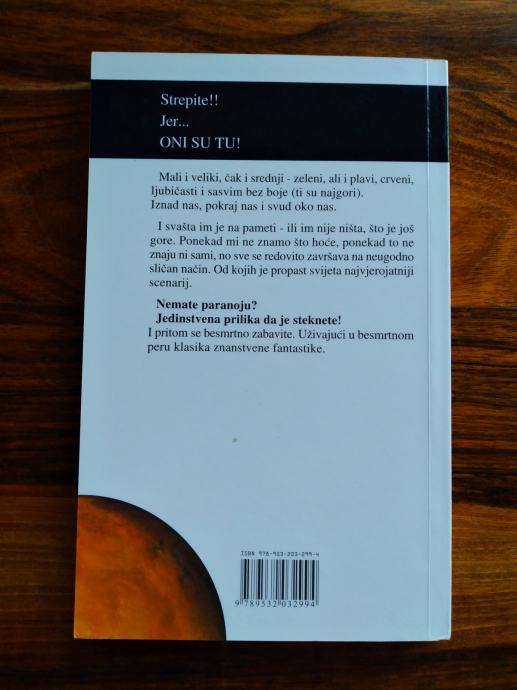 Strepite!!
Jer...
ONI SU TU!
Mali i veliki, čak i srednji - zeleni, ali i plavi, crveni,
ljubičasti i sasvim bez boje (ti su najgori).
Iznad nas, pokraj nas i svud oko nas.
I svašta im je na pameti - ili im nije ništa, što je još
gore. Ponekad mi ne znamo što hoće, ponekad to ne
znaju ni sami, no sve se redovito završava na neugodno
sličan način. Od kojih je propast svijeta najvjerojatniji
scenarij.
Nemate paranoju?
Jedinstvena prilika da je steknete!
I pritom se besmrtno zabavite. Uživajući u besmrtnom
peru klasika znanstvene fantastike.
ISBN 978-953-203-299-4
9 789532 032994